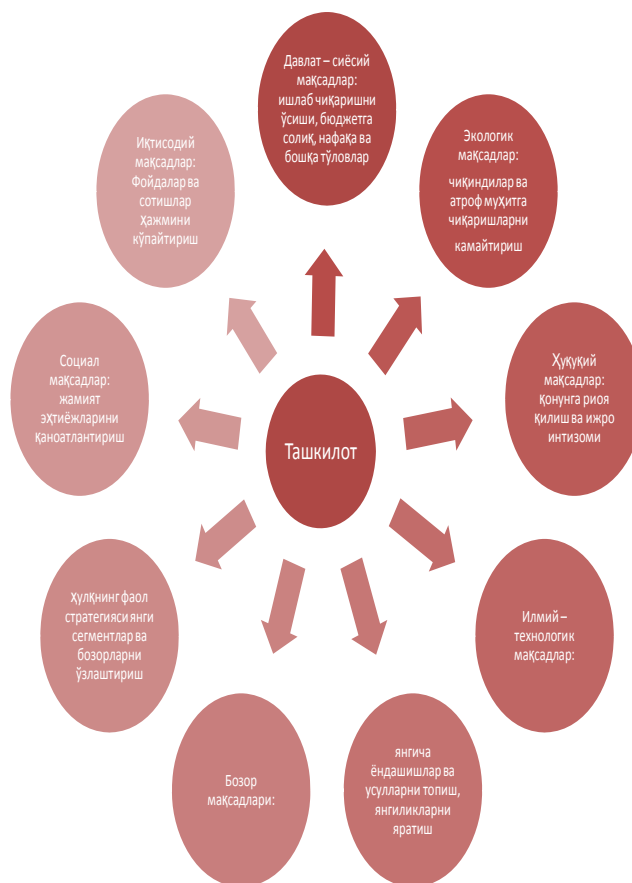 Давлат – сиёсий
мақсадлар:
ишлаб чиқаришни
ўсиши, бюджетга
солиқ, нафақа ва
бошқа тўловлар
Экологик
мақсадлар:
чиқиндилар ва
атроф муҳитга
чиқаришларни
камайтириш
Ҳуқуқий
мақсадлар:
қонунга риоя
қилиш ва ижро
интизоми
Илмий –
технологик
мақсадлар:
янгича
ёндашишлар ва
усулларни топиш,
янгиликларни
яратиш
Бозор
мақсадлари:
ҳулқнинг фаол
стратегияси янги
сегментлар ва
бозорларни
ўзлаштириш
Социал
мақсадлар:
жамият
эҳтиёжларини
қаноатлантириш
Иқтисодий
мақсадлар:
Фойдалар ва
сотишлар
ҳажмини
кўпайтириш
Ташкилот